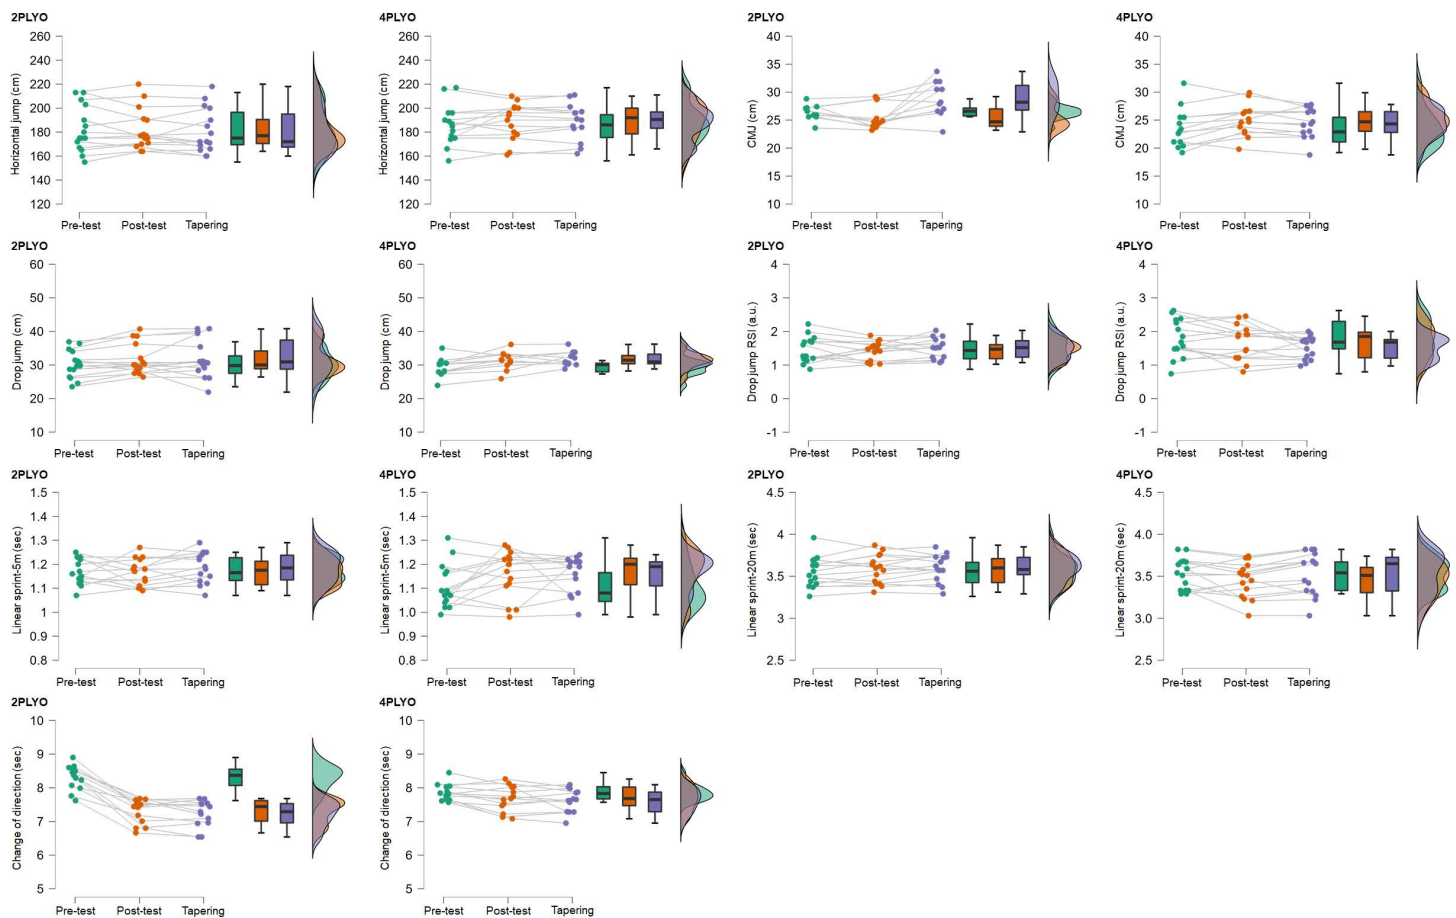 2PLYO
Horizontal jump (cm)
260
240
220
200
180
160
140
120
Pre-test Post-test Tapering
4PLYO
Horizontal jump (cm)
260
240
220
200
180
160
140
120
Pre-test Post-test Tapering
2PLYO
CMJ (cm)
40
35
30
25
20
15
10
Pre-test Post-test Tapering
4PLYO
CMJ (cm)
40
35
30
25
20
15
10
Pre-test Post-test Tapering
2PLYO
Drop jump (cm)
60
50
40
30
20
10
Pre-test Post-test Tapering
4PLYO
Drop jump (cm)
60
50
40
30
20
10
Pre-test Post-test Tapering
2PLYO
Drop jump RSI (a.u.)
4
3
2
1
0
-1
Pre-test Post-test Tapering
4PLYO
Drop jump RSI (a.u.)
4
3
2
1
0
-1
Pre-test Post-test Tapering
2PLYO
Linear sprint-5m (sec)
1.5
1.4
1.3
1.2
1.1
1
0.9
0.8
Pre-test Post-test Tapering
4PLYO
Linear sprint-5m (sec)
1.5
1.4
1.3
1.2
1.1
1
0.9
0.8
Pre-test Post-test Tapering
2PLYO
Linear sprint-20m (sec)
4.5
4.0
3.5
3.0
2.5
Pre-test Post-test Tapering
4PLYO
Linear sprint-20m (sec)
4.5
4.0
3.5
3.0
2.5
Pre-test Post-test Tapering
2PLYO
Change of direction (sec)
10
9
8
7
6
5
Pre-test Post-test Tapering
4PLYO
Change of direction (sec)
10
9
8
7
6
5
Pre-test Post-test Tapering